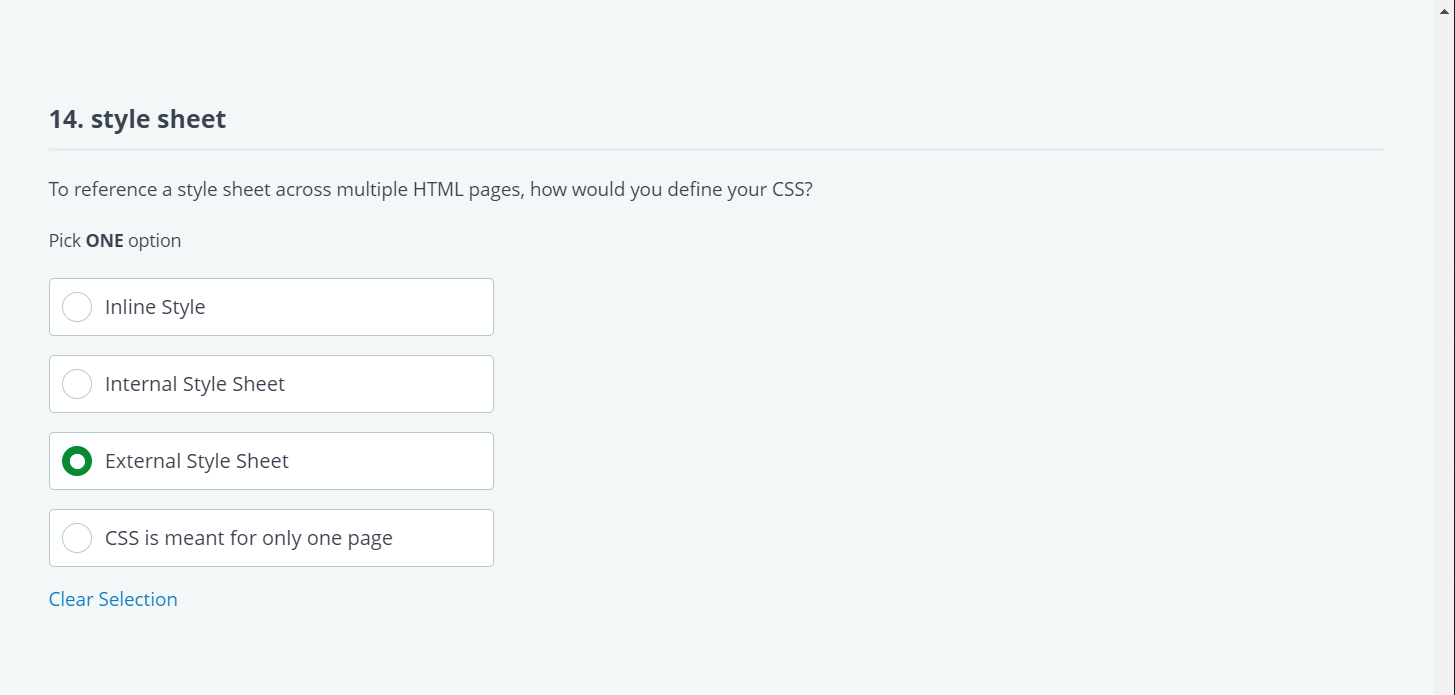 14. style sheet
To reference a style sheet across multiple HTML pages, how would you define your CSS?
Pick ONE option
Inline Style
Internal Style Sheet
External Style Sheet
CSS is meant for only one page
Clear Selection